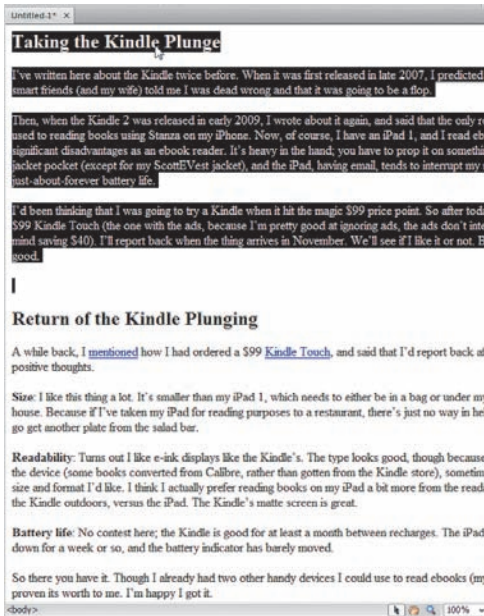 Untitled-1* ×
Taking the Kindle Plunge
I've written here about the Kindle twice before. When it was first released in late 2007, I predicted
smart friends (and my wife) told me I was dead wrong and that it was going to be a flop.
Then, when the Kindle 2 was released in early 2009, I wrote about it again, and said that the only re
used to reading books using Stanza on my iPhone. Now, of course, I have an iPad 1, and I read eb
significant disadvantages as an ebook reader. It's heavy in the hand; you have to prop it on somethi
jacket pocket (except for my ScottEVest jacket), and the iPad, having email, tends to interrupt my
just-about-forever battery life.
I'd been thinking that I was going to try a Kindle when it hit the magic $99 price point. So after tod
$99 Kindle Touch (the one with the ads, because I'm pretty good at ignoring ads, the ads don't inte
mind saving $40). I'll report back when the thing arrives in November. We'll see if I like it or not. B
good.
Return of the Kindle Plunging
A while back, I mentioned how I had ordered a $99 Kindle Touch, and said that I'd report back af
positive thoughts.
Size: I like this thing a lot. It's smaller than my iPad 1, which needs to either be in a bag or under my
house. Because if I've taken my iPad for reading purposes to a restaurant, there's just no way in hel
go get another plate from the salad bar.
Readability: Turns out I like e-ink displays like the Kindle's. The type looks good, though because
the device (some books converted from Calibre, rather than gotten from the Kindle store), sometim
size and format I'd like. I think I actually prefer reading books on my iPad a bit more from the read
the Kindle outdoors, versus the iPad. The Kindle's matte screen is great.
Battery life: No contest here; the Kindle is good for at least a month between recharges. The iPad
down for a week or so, and the battery indicator has barely moved.
So there you have it. Though I already had two other handy devices I could use to read ebooks (my
proven its worth to me. I'm happy I got it.
<body> 100%